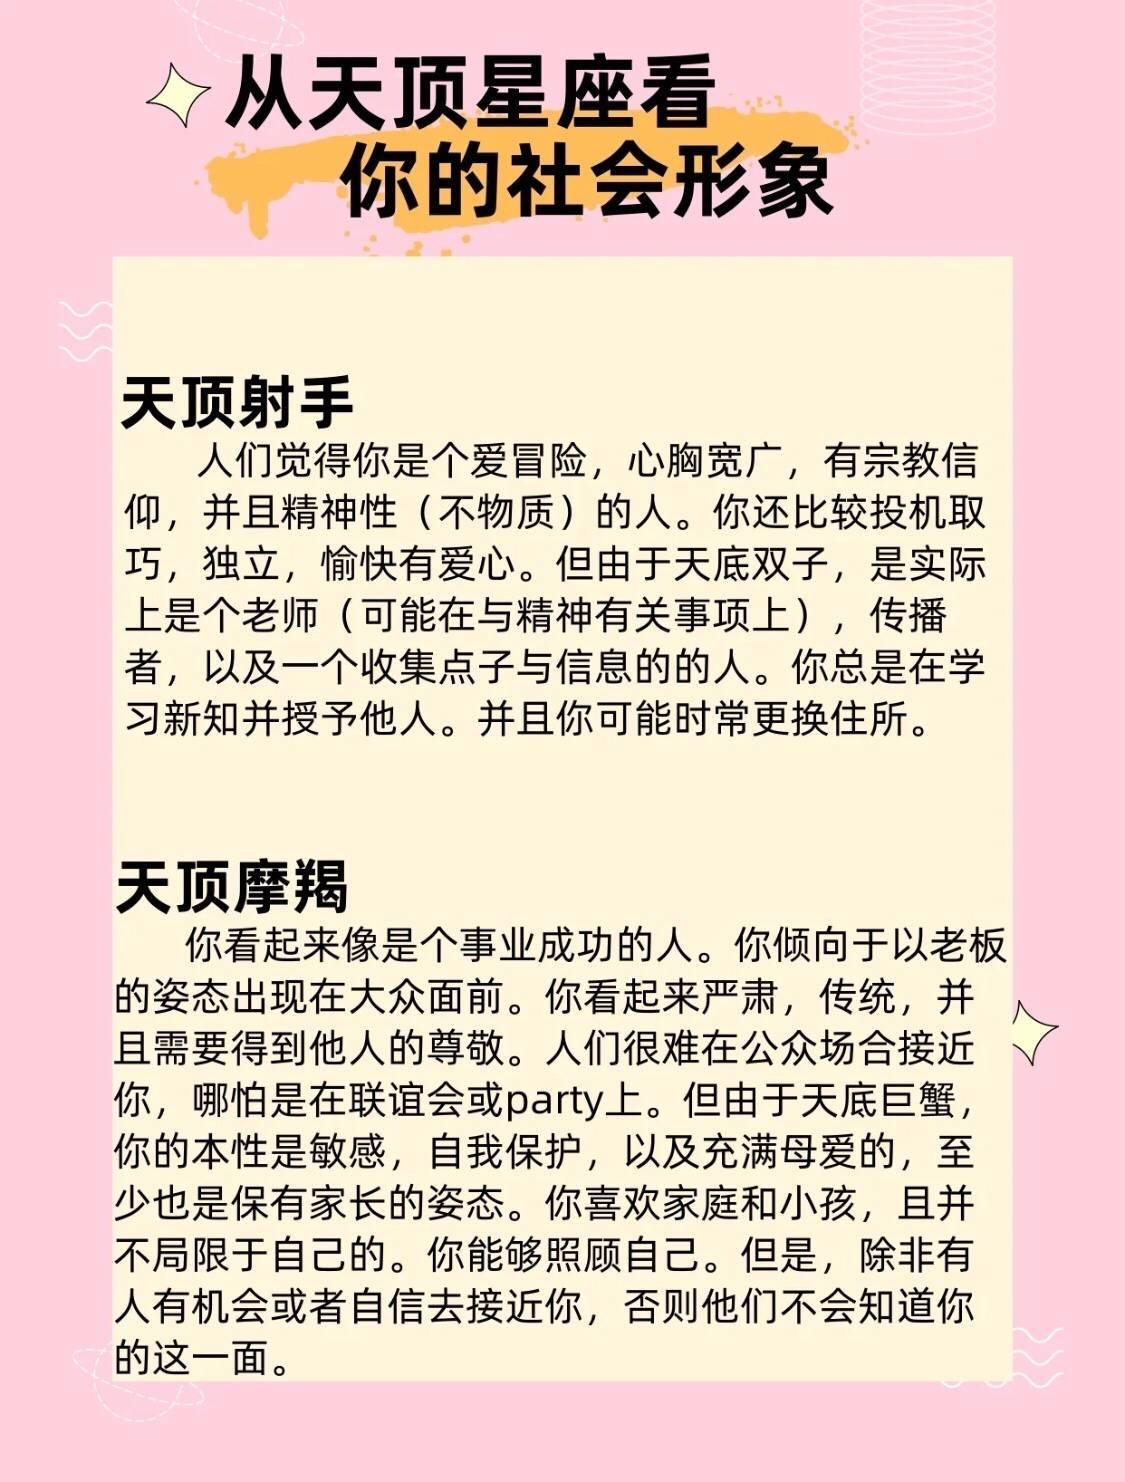 从天顶星座看
你的社会形象
天顶射手
人们觉得你是个爱冒险，心胸宽广，有宗教信
仰，并且精神性（不物质）的人。你还比较投机取
巧，独立，愉快有爱心。但由于天底双子，是实际
上是个老师（可能在与精神有关事项上），传播
者，以及一个收集点子与信息的的人。你总是在学
习新知并授予他人。并且你可能时常更换住所。
天顶摩羯
你看起来像是个事业成功的人。你倾向于以老板
的姿态出现在大众面前。你看起来严肃，传统，并
且需要得到他人的尊敬。人们很难在公众场合接近
你，哪怕是在联谊会或party上。但由于天底巨蟹，
你的本性是敏感，自我保护，以及充满母爱的，至
少也是保有家长的姿态。你喜欢家庭和小孩，且并
不局限于自己的。你能够照顾自己。但是，除非有
人有机会或者自信去接近你，否则他们不会知道你
的这一面。